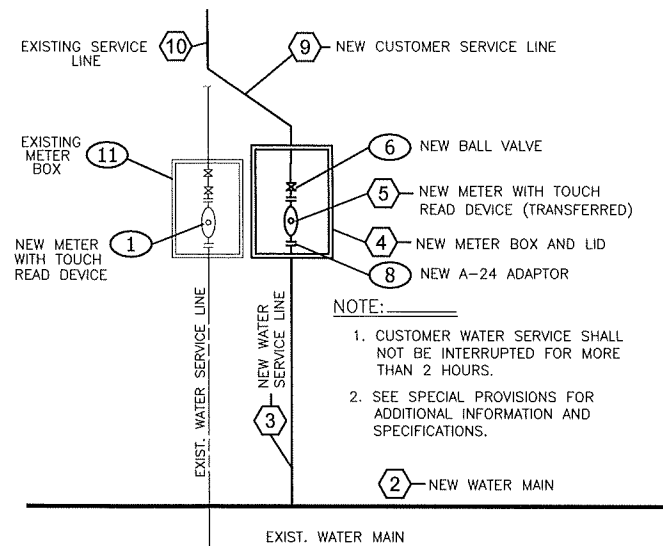 EXISTING SERVICE
LINE
10
9
NEW CUSTOMER SERVICE LINE
EXISTING
METER
BOX
11
6
NEW BALL VALVE
5
NEW METER WITH TOUCH
READ DEVICE (TRANSFERRED)
4
NEW METER BOX AND LID
NEW METER
WITH TOUCH
READ DEVICE
1
8
NEW A-24 ADAPTOR
EXIST. WATER SERVICE LINE
NEW WATER
SERVICE LINE
3
NOTE:
1. CUSTOMER WATER SERVICE SHALL
NOT BE INTERRUPTED FOR MORE
THAN 2 HOURS.
2. SEE SPECIAL PROVISIONS FOR
ADDITIONAL INFORMATION AND
SPECIFICATIONS.
2
NEW WATER MAIN
EXIST. WATER MAIN